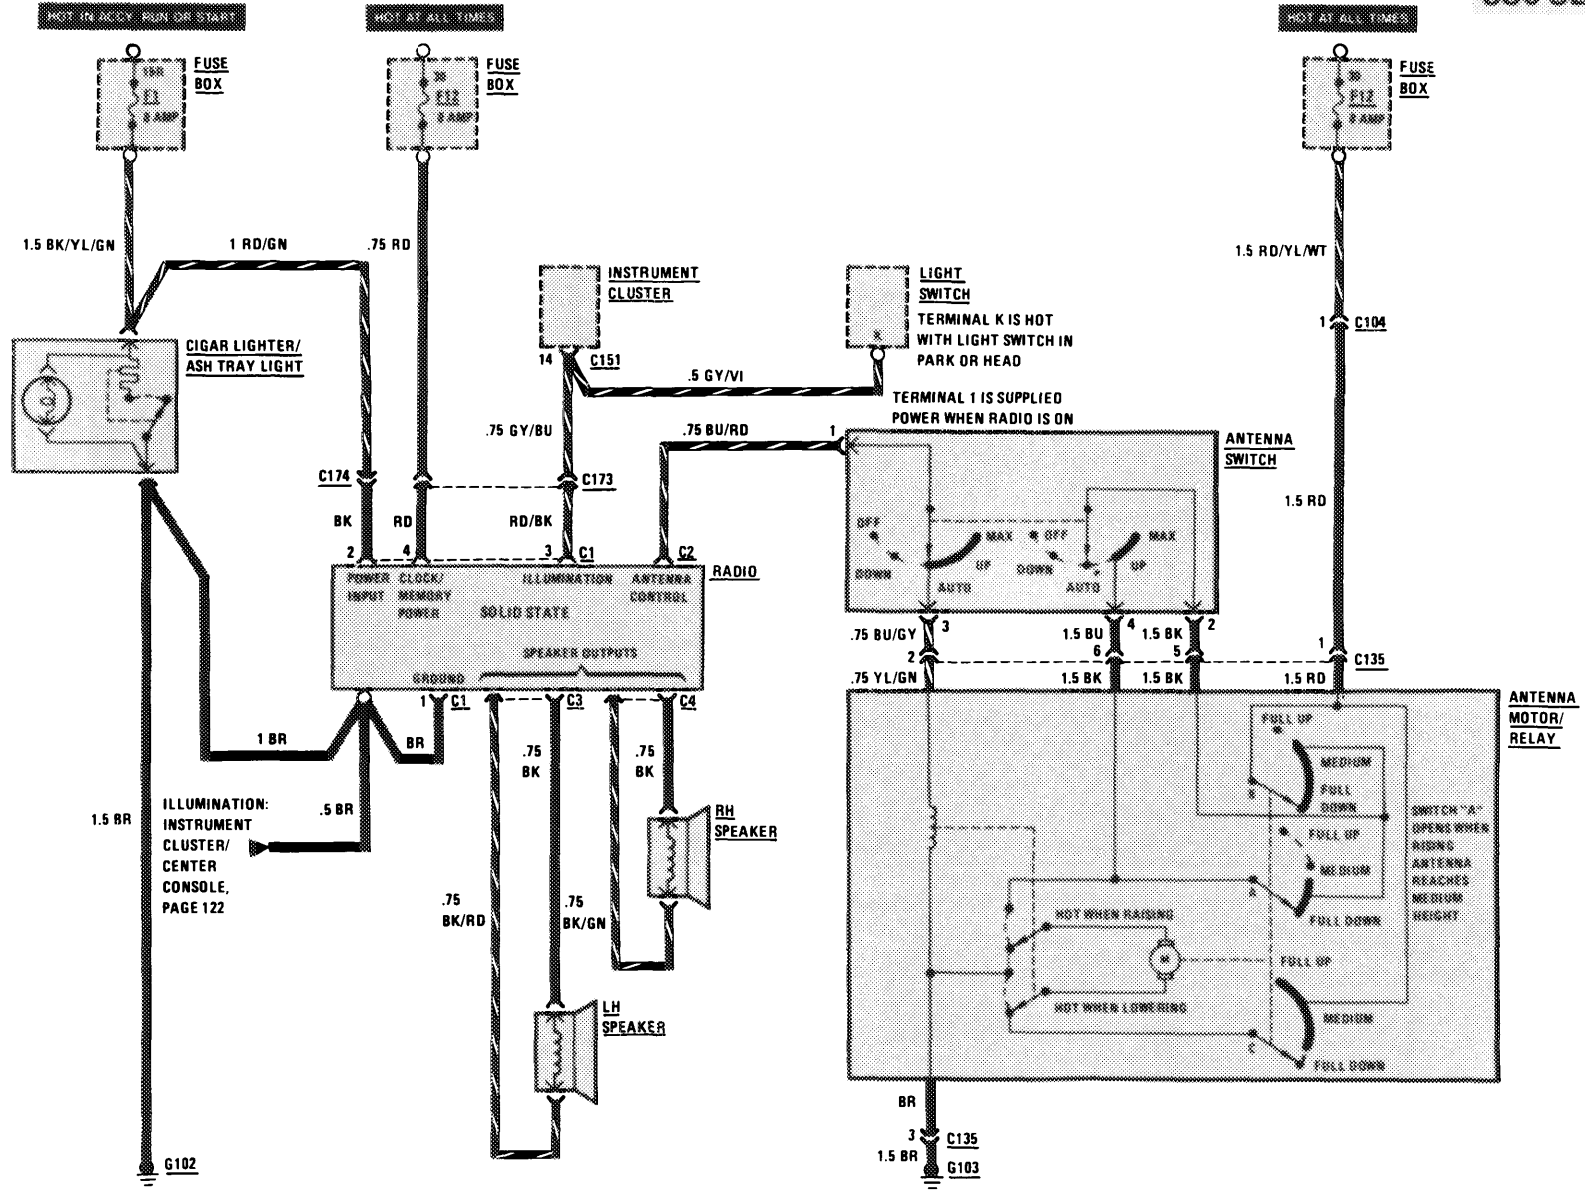 HOT IN ACCY, RUN OR START
HOT AT ALL TIMES
HOT AT ALL TIMES
15R
F1
8 AMP
FUSE
BOX
30
F12
8 AMP
FUSE
BOX
30
F12
8 AMP
FUSE
BOX
1.5 BK/YL/GN
1 RD/GN
.75 RD
1.5 RD/YL/WT
INSTRUMENT
CLUSTER
LIGHT
SWITCH
TERMINAL K IS HOT
WITH LIGHT SWITCH IN
PARK OR HEAD
K
1
C104
CIGAR LIGHTER/
ASH TRAY LIGHT
14
C151
.5 GY/VI
TERMINAL 1 IS SUPPLIED
POWER WHEN RADIO IS ON
.75 GY/BU
.75 BU/RD
1
ANTENNA
SWITCH
C174
C173
1.5 RD
BK
RD
RD/BK
2
4
3
C1
C2
OFF
DOWN
MAX
UP
AUTO
OFF
DOWN
MAX
UP
AUTO
RADIO
POWER
INPUT
CLOCK/
MEMORY
POWER
ILLUMINATION
ANTENNA
CONTROL
SOLID STATE
SPEAKER OUTPUTS
GROUND
.75 BU/GY
3
1.5 BU
4
1.5 BK
2
2
6
5
1
C135
.75 YL/GN
1.5 BK
1.5 BK
1.5 RD
1
C1
C3
C4
ANTENNA
MOTOR/
RELAY
1 BR
BR
.75
BK
.75
BK
FULL UP
MEDIUM
FULL
DOWN
B
1.5 BR
ILLUMINATION:
INSTRUMENT
CLUSTER/
CENTER
CONSOLE,
PAGE 122
.5 BR
RH
SPEAKER
SWITCH "A"
OPENS WHEN
RISING
ANTENNA
REACHES
MEDIUM
HEIGHT
FULL UP
MEDIUM
A
FULL DOWN
.75
BK/RD
.75
BK/GN
HOT WHEN RAISING
M
FULL UP
HOT WHEN LOWERING
MEDIUM
C
FULL DOWN
LH
SPEAKER
BR
3
C135
1.5 BR
G103
G102